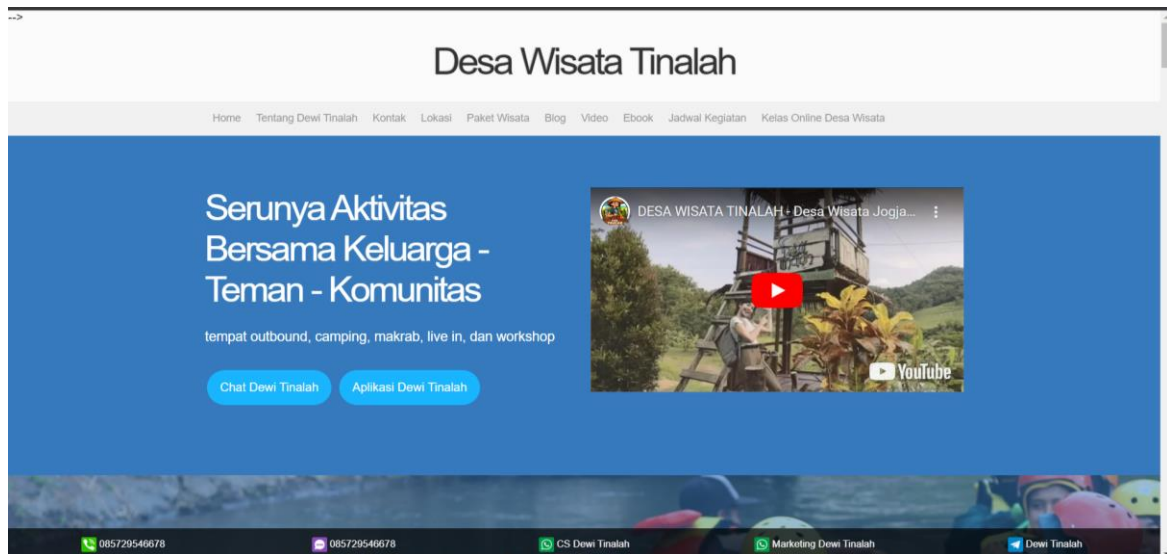 -->
Desa Wisata Tinalah
Home Tentang Dewi Tinalah Kontak Lokasi Paket Wisata Blog Video Ebook Jadwal Kegiatan Kelas Online Desa Wisata
Serunya Aktivitas
Bersama Keluarga -
Teman - Komunitas
tempat outbound, camping, makrab, live in, dan workshop
Chat Dewi Tinalah Aplikasi Dewi Tinalah
DESA WISATA TINALAH - Desa Wisata Jogja...
YouTube
085729546678 085729546678 CS Dewi Tinalah Marketing Dewi Tinalah Dewi Tinalah